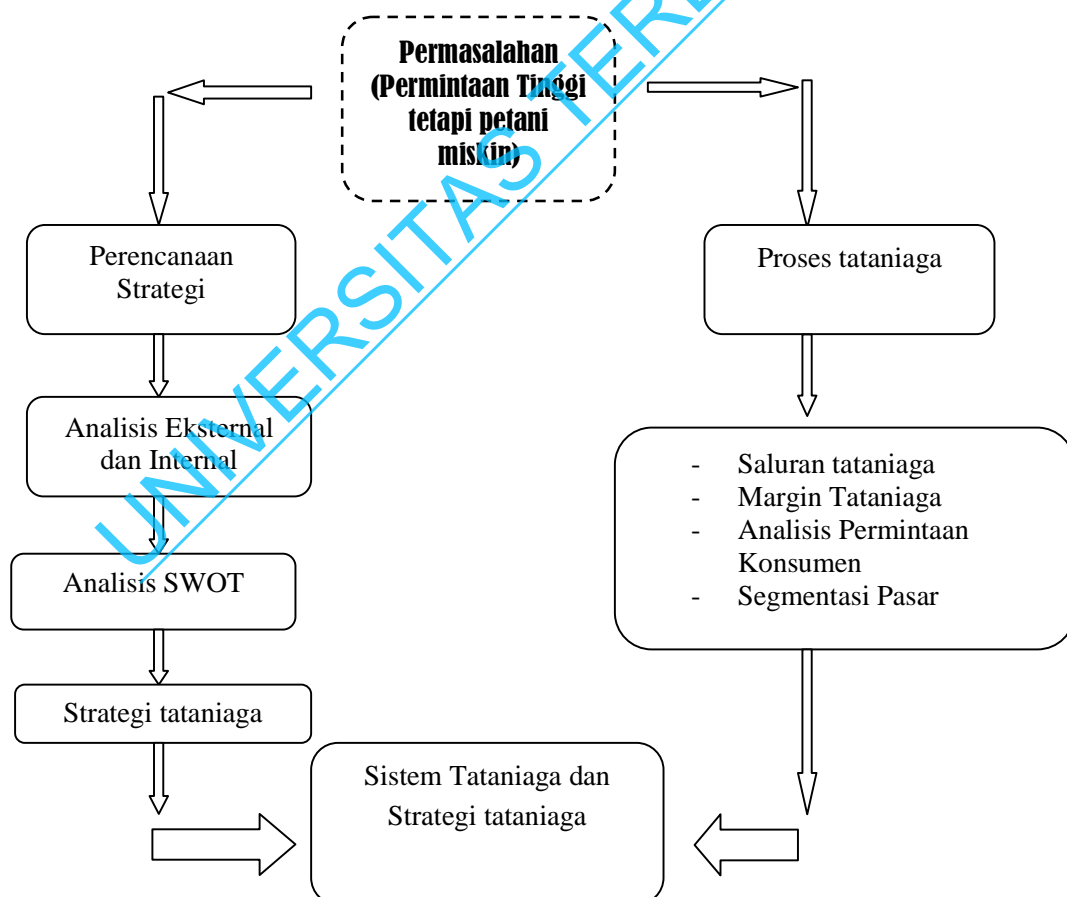 Permasalahan
(Permintaan Tinggi
tetapi petani
miskin)
Perencanaan
Strategi
Analisis Eksternal
dan Internal
Analisis SWOT
Strategi tataniaga
Proses tataniaga
- Saluran tataniaga
- Margin Tataniaga
- Analisis Permintaan
Konsumen
- Segmentasi Pasar
Sistem Tataniaga dan
Strategi tataniaga
UNIVERSITAS